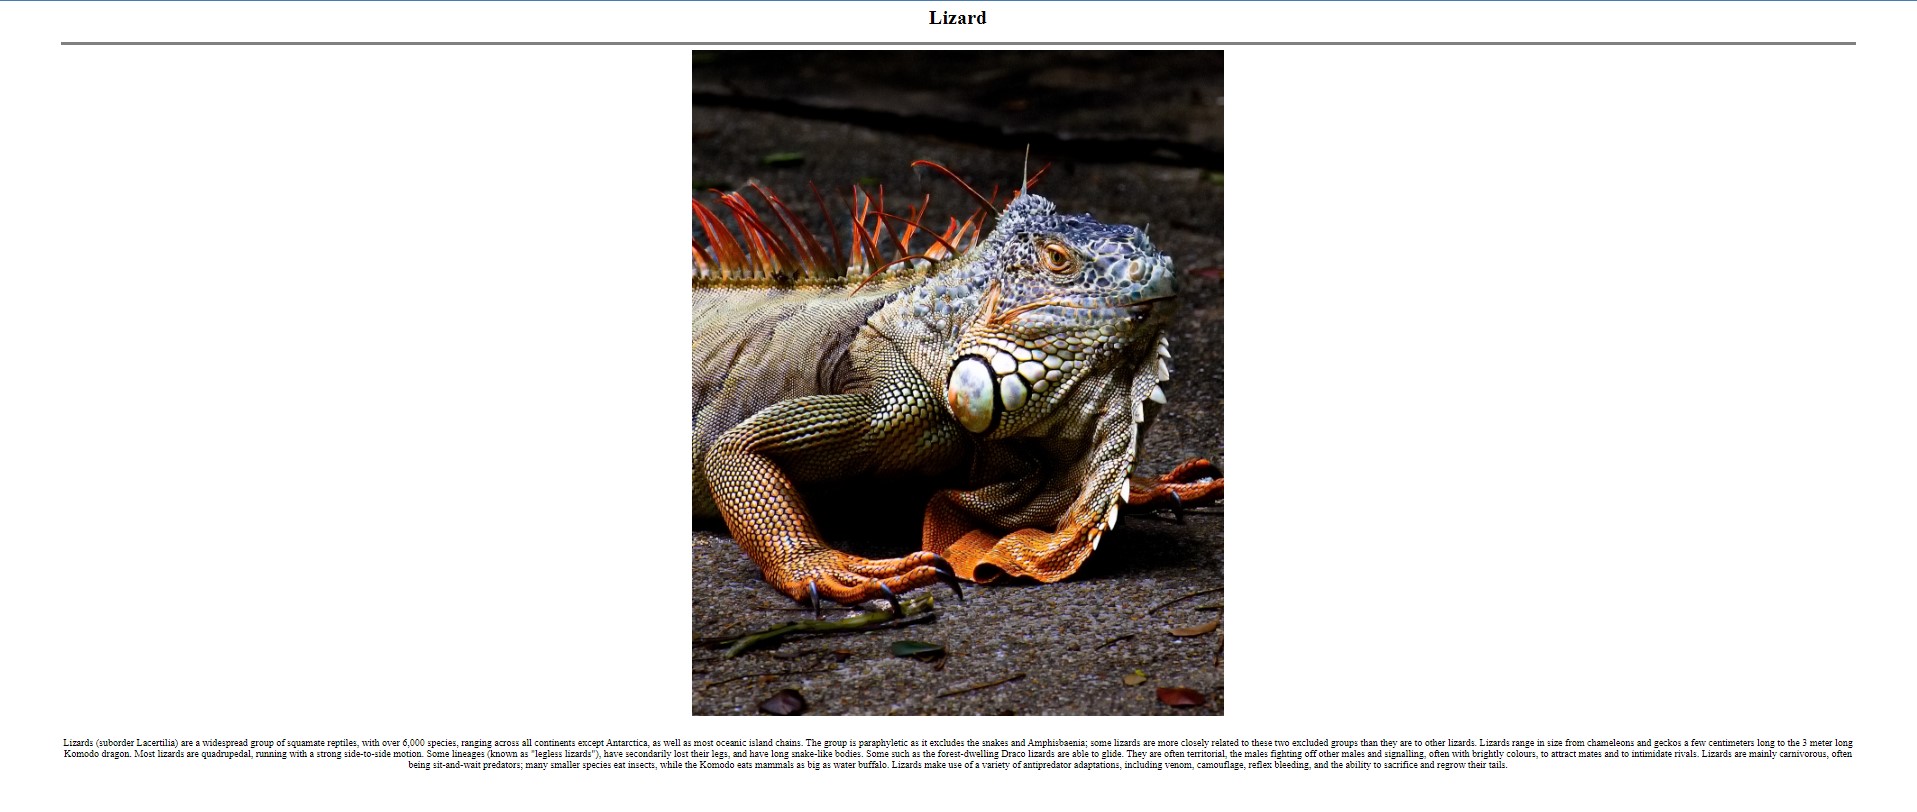 Lizard
Lizards (suborder Lacertilia) are a widespread group of squamate reptiles, with over 6,000 species, ranging across all continents except Antarctica, as well as most oceanic island chains. The group is paraphyletic as it excludes the snakes and Amphisbaenia; some lizards are more closely related to these two excluded groups than they are to other lizards. Lizards range in size from chameleons and geckos a few centimeters long to the 3 meter long
Komodo dragon. Most lizards are quadrupedal, running with a strong side-to-side motion. Some lineages (known as "legless lizards"), have secondarily lost their legs, and have long snake-like bodies. Some such as the forest-dwelling Draco lizards are able to glide. They are often territorial, the males fighting off other males and signalling, often with brightly colours, to attract mates and to intimidate rivals. Lizards are mainly carnivorous, often
being sit-and-wait predators; many smaller species eat insects, while the Komodo eats mammals as big as water buffalo. Lizards make use of a variety of antipredator adaptations, including venom, camouflage, reflex bleeding, and the ability to sacrifice and regrow their tails.